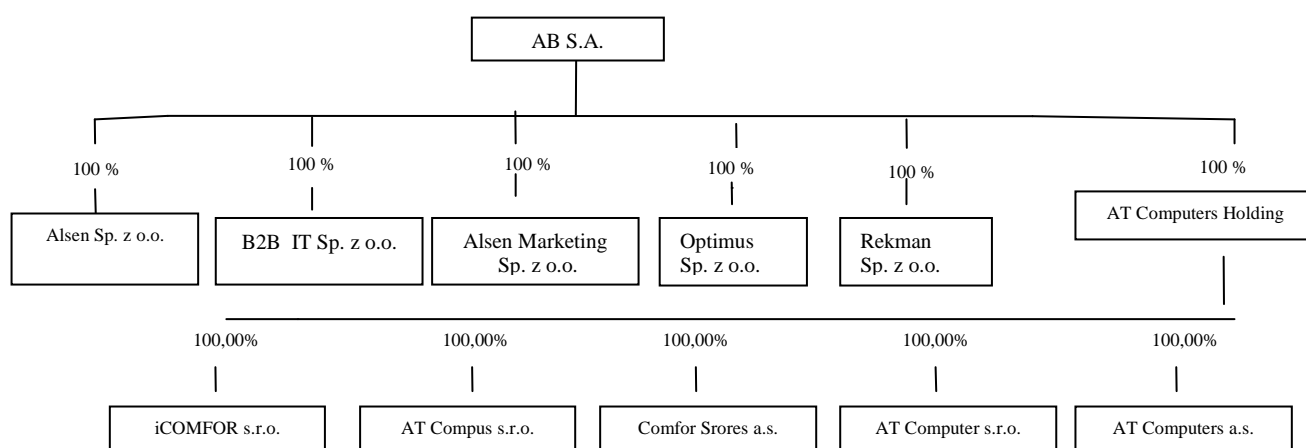 AB S.A.
100 %
100 %
100 %
100 %
100 %
100 %
Alsen Sp. z o.o.
B2B IT Sp. z o.o.
Alsen Marketing
Sp. z o.o.
Optimus
Sp. z o.o.
Rekman
Sp. z o.o.
AT Computers Holding
100,00%
100,00%
100,00%
100,00%
100,00%
iCOMFOR s.r.o.
AT Compus s.r.o.
Comfor Srores a.s.
AT Computer s.r.o.
AT Computers a.s.